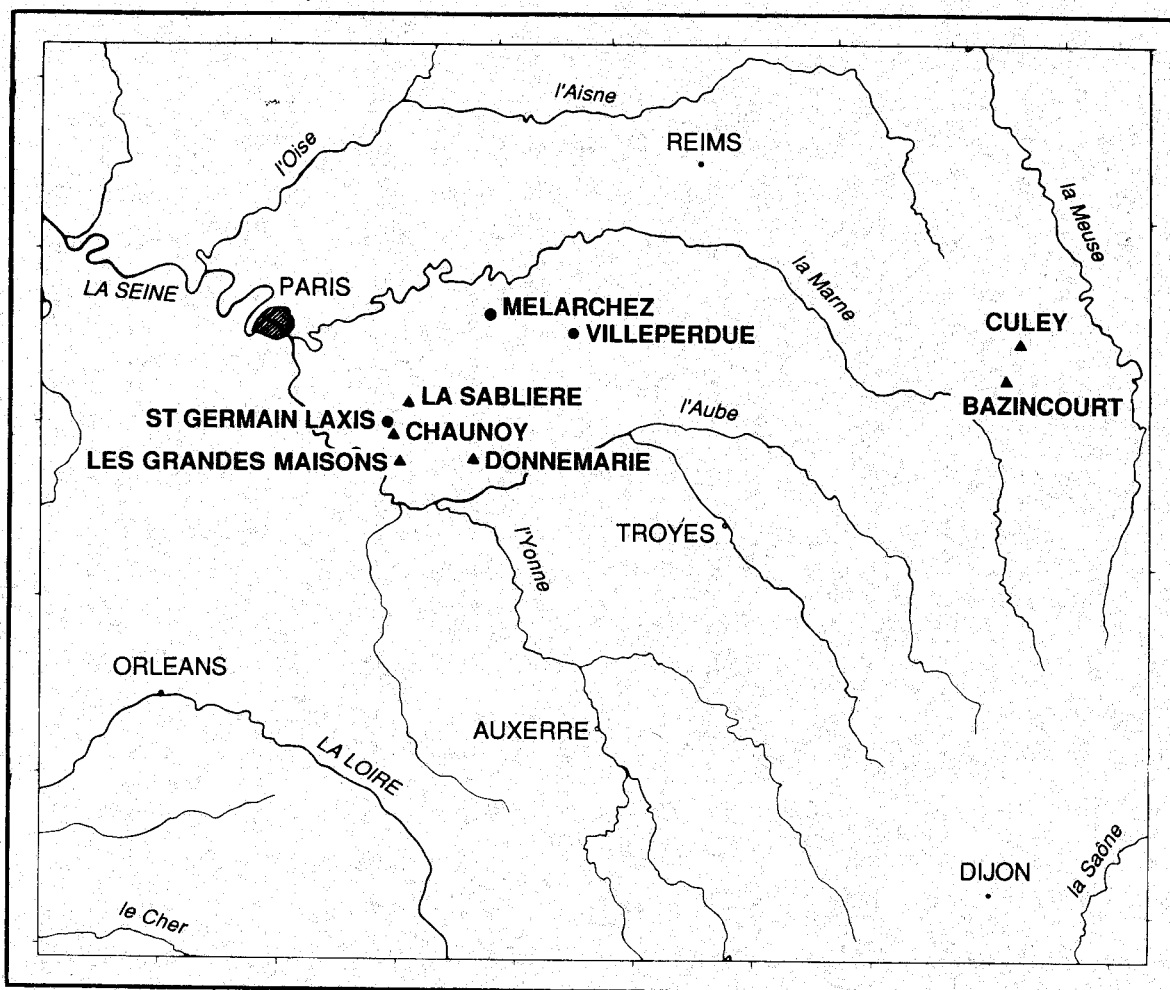 l'Aisne
REIMS
l'Oise
la Meuse
LA SEINE
PARIS
la Marne
MELARCHEZ
VILLEPERDUE
CULEY
BAZINCOURT
LA SABLIERE
l'Aube
ST GERMAIN LAXIS
CHAUNOY
LES GRANDES MAISONS
DONNEMARIE
TROYES
l'Yonne
ORLEANS
AUXERRE
LA LOIRE
DIJON
la Saône
le Cher